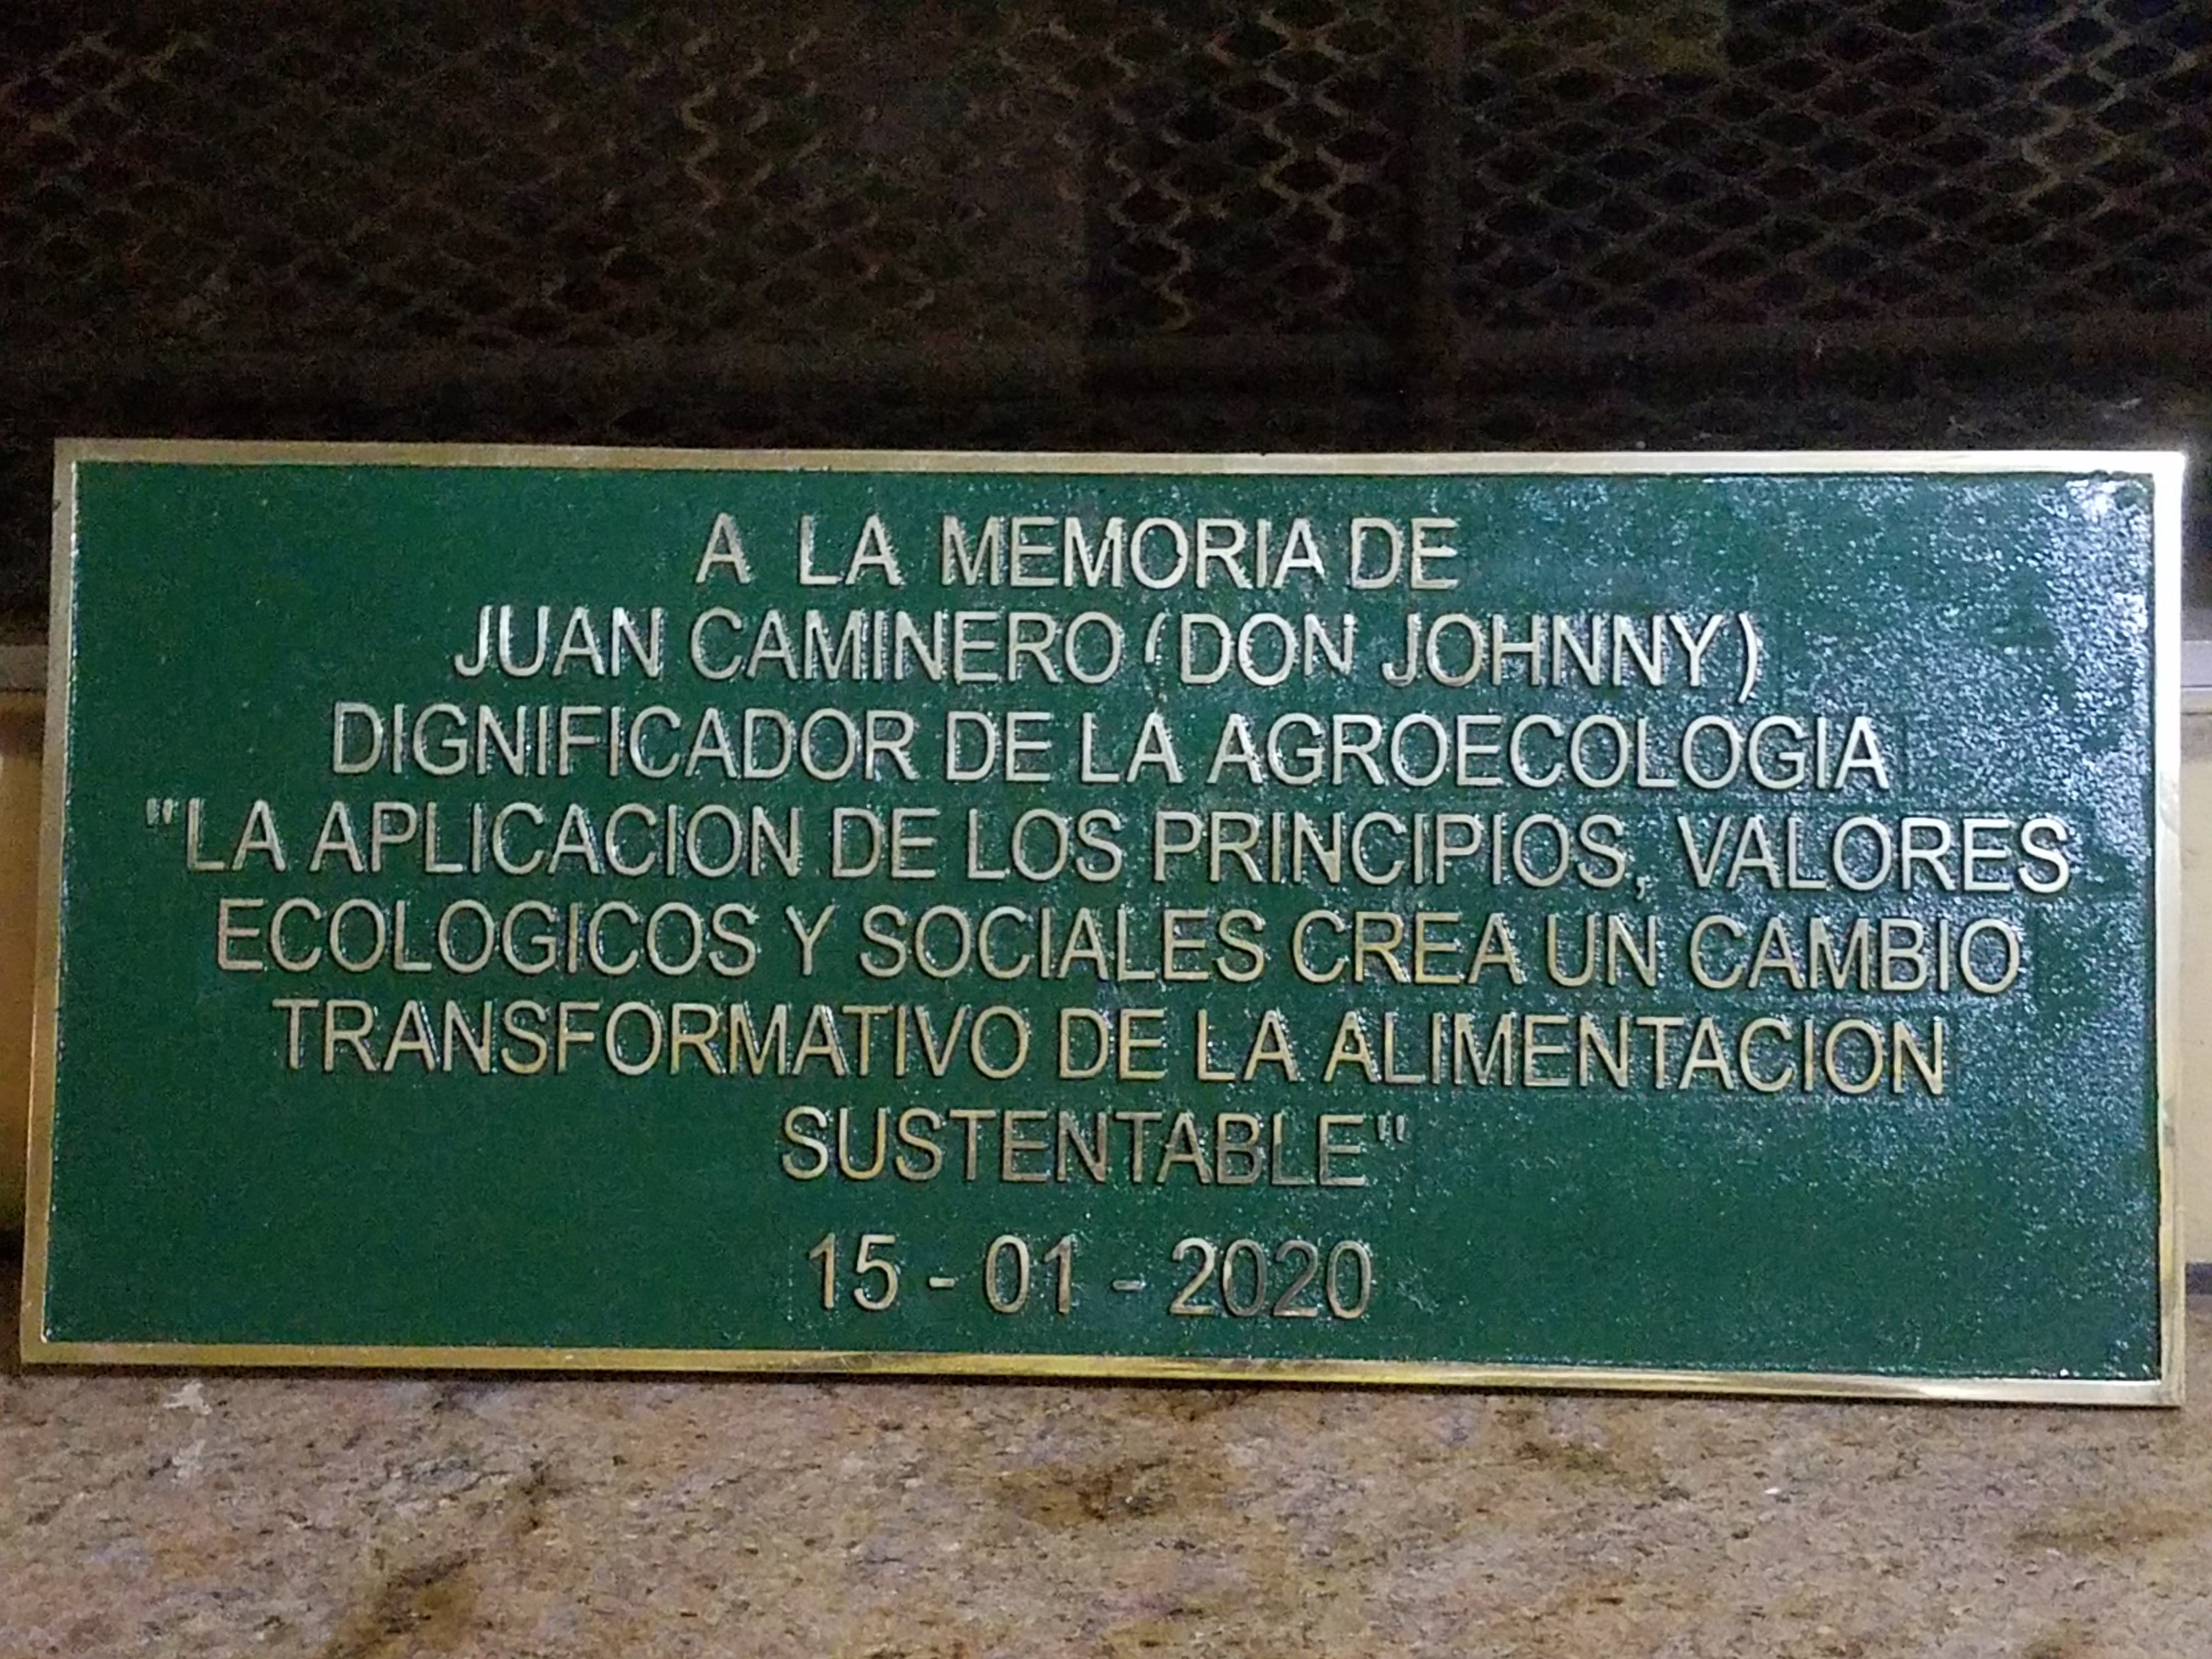 A LA MEMORIA DE
JUAN CAMINERO (DON JOHNNY)
DIGNIFICADOR DE LA AGROECOLOGIA
"LA APLICACION DE LOS PRINCIPIOS, VALORES
ECOLOGICOS Y SOCIALES CREA UN CAMBIO
TRANSFORMATIVO DE LA ALIMENTACION
SUSTENTABLE"
15 - 01 - 2020